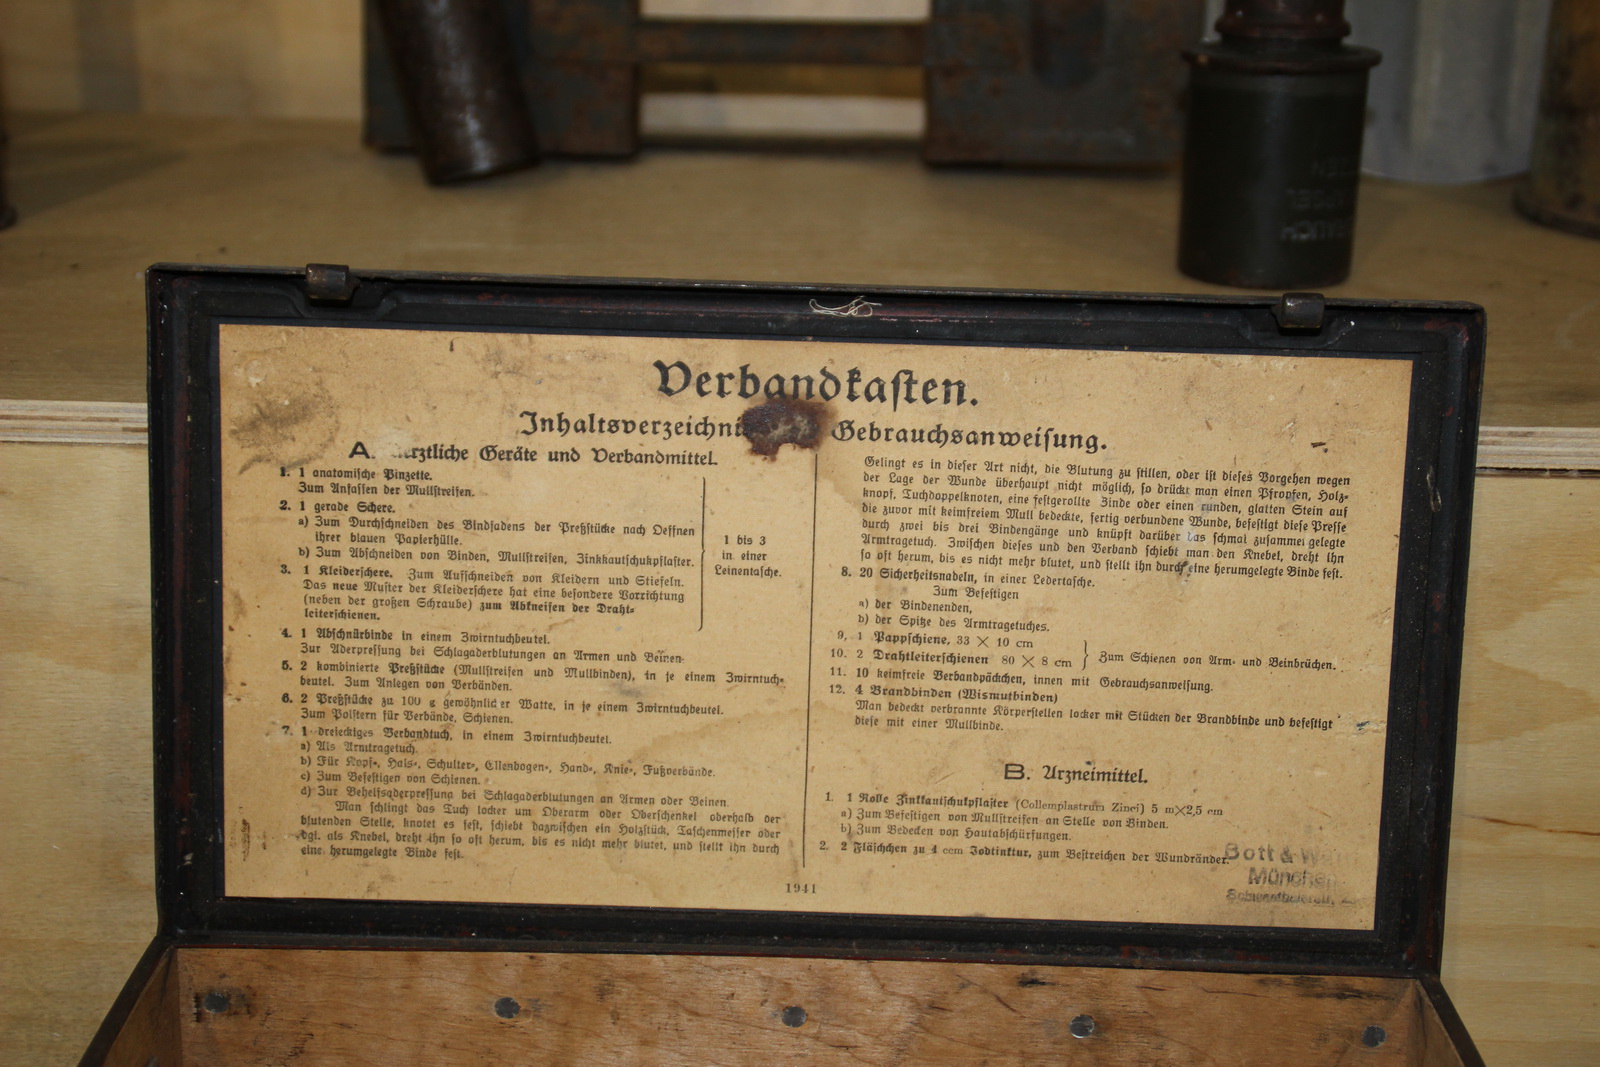 Verbandkasten.
Inhaltsverzeichni Gebrauchsanweisung.
A. erztliche Geräte und Verbandmittel.
1. 1 anatomische Pinzette.
Zum Anfassen der Mullstreifen.
2. 1 gerade Schere.
a) Zum Durchschneiden des Bindfadens der Preßstücke nach Oeffnen
ihrer blauen Papierhülle.
b) Zum Abschneiden von Binden, Mullstreifen, Zinkkautschukpflaster.
3. 1 Kleiderschere. Zum Aufschneiden von Kleidern und Stiefeln.
Das neue Muster der Kleiderschere hat eine besondere Vorrichtung
(neben der großen Schraube) zum Abkneifen der Draht-
leiterschienen.
1 bis 3
in einer
Leinentasche.
4. 1 Abschnürbinde in einem Zwirntuchbeutel.
Zur Aderpressung bei Schlagaderblutungen an Armen und Beinen.
5. 2 kombinierte Preßstücke (Mullstreifen und Mullbinden), in je einem Zwirntuch-
beutel. Zum Anlegen von Verbänden.
6. 2 Preßstücke zu 100 g gewöhnlicher Watte, in je einem Zwirntuchbeutel.
Zum Polstern für Verbände, Schienen.
7. 1 dreieckiges Verbandtuch, in einem Zwirntuchbeutel.
a) Als Armtragetuch.
b) Für Kopf-, Hals-, Schulter-, Ellenbogen-, Hand-, Knie-, Fußverbände.
c) Zum Befestigen von Schienen.
d) Zur Behelfsaderpressung bei Schlagaderblutungen an Armen oder Beinen.
Man schlingt das Tuch locker um Oberarm oder Oberschenkel oberhalb der
blutenden Stelle, knotet es fest, schiebt dazwischen ein Holzstück, Taschenmesser oder
dgl. als Knebel, dreht ihn so oft herum, bis es nicht mehr blutet, und stellt ihn durch
eine herumgelegte Binde fest.
Gelingt es in dieser Art nicht, die Blutung zu stillen, oder ist dieses Vorgehen wegen
der Lage der Wunde überhaupt nicht möglich, so drückt man einen Pfropfen, Holz-
knopf, Tuchdoppelknoten, eine festgerollte Binde oder einen runden, glatten Stein auf
die zuvor mit keimfreiem Mull bedeckte, fertig verbundene Wunde, befestigt diese Presse
durch zwei bis drei Bindengänge und knüpft darüber das schmal zusammengelegte
Armtragetuch. Zwischen dieses und den Verband schiebt man den Knebel, dreht ihn
so oft herum, bis es nicht mehr blutet, und stellt ihn durch eine herumgelegte Binde fest.
8. 20 Sicherheitsnadeln, in einer Ledertasche.
Zum Befestigen
a) der Bindenenden,
b) der Spitze des Armtragetuches.
9. 1 Pappschiene, 33 × 10 cm
10. 2 Drahtleiterschienen 80 × 8 cm
Zum Schienen von Arm- und Beinbrüchen.
11. 10 keimfreie Verbandpäckchen, innen mit Gebrauchsanweisung.
12. 4 Brandbinden (Wismutbinden)
Man bedeckt verbrannte Körperstellen locker mit Stücken der Brandbinde und befestigt
diese mit einer Mullbinde.
B. Arzneimittel.
1. 1 Rolle Zinkkautschukpflaster (Collemplastrum Zinci) 5 m×2,5 cm
a) Zum Befestigen von Mullstreifen an Stelle von Binden.
b) Zum Bedecken von Hautabschürfungen.
2. 2 Fläschchen zu 4 ccm Jodtinktur, zum Bestreichen der Wundränder.
Bott &
München
1941